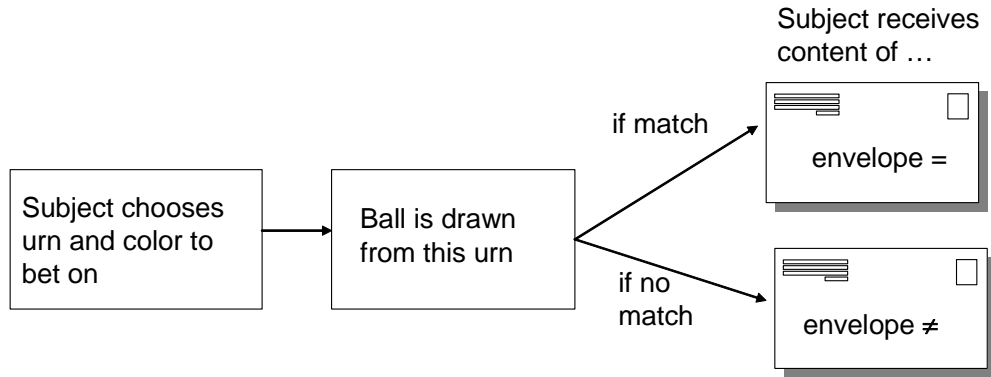 Subject receives
content of …
if match
envelope =
Subject chooses
urn and color to
bet on
Ball is drawn
from this urn
if no
match
envelope ≠